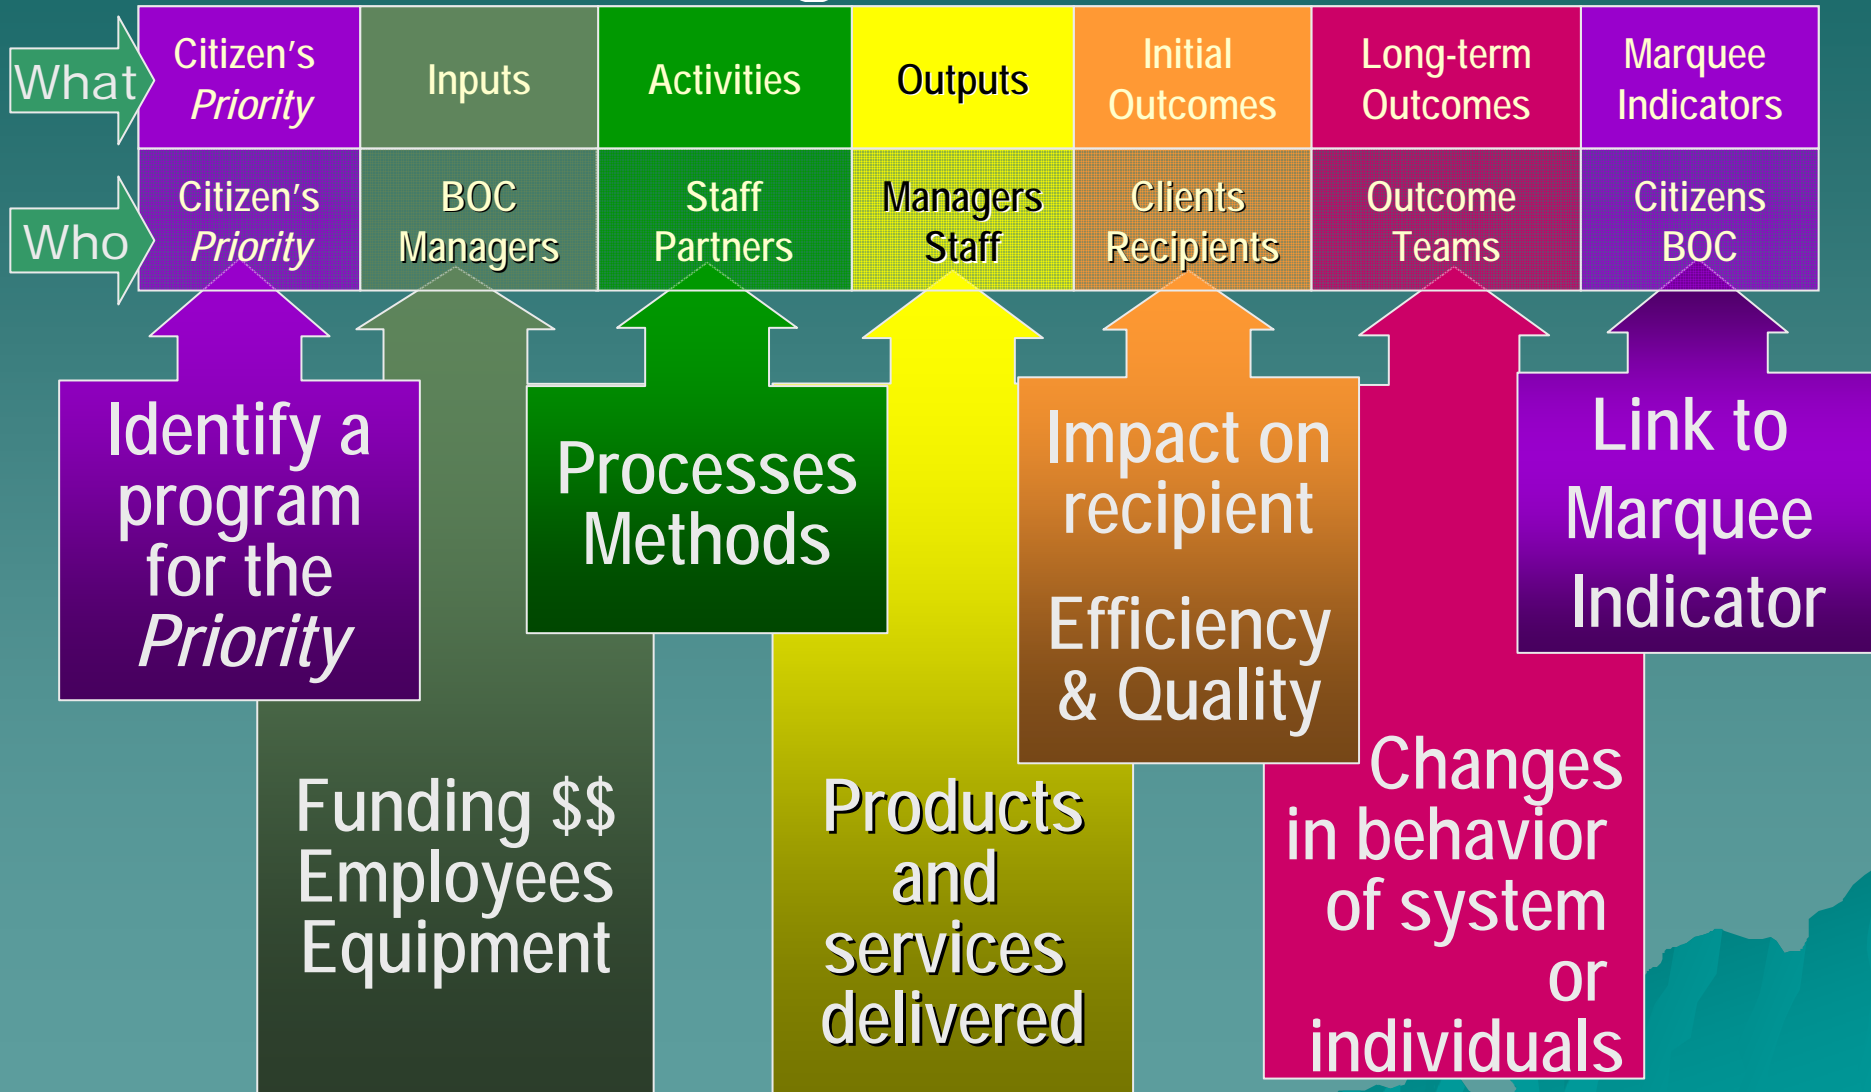 What
Citizen's
Priority
Inputs
Activities
Outputs
Initial
Outcomes
Long-term
Outcomes
Marquee
Indicators
Who
Citizen's
Priority
BOC
Managers
Staff
Partners
Managers
Staff
Clients
Recipients
Outcome
Teams
Citizens
BOC
Identify a
program
for the
Priority
Funding $$
Employees
Equipment
Processes
Methods
Products
and
services
delivered
Impact on
recipient
Efficiency
& Quality
Changes
in behavior
of system
or
individuals
Link to
Marquee
Indicator